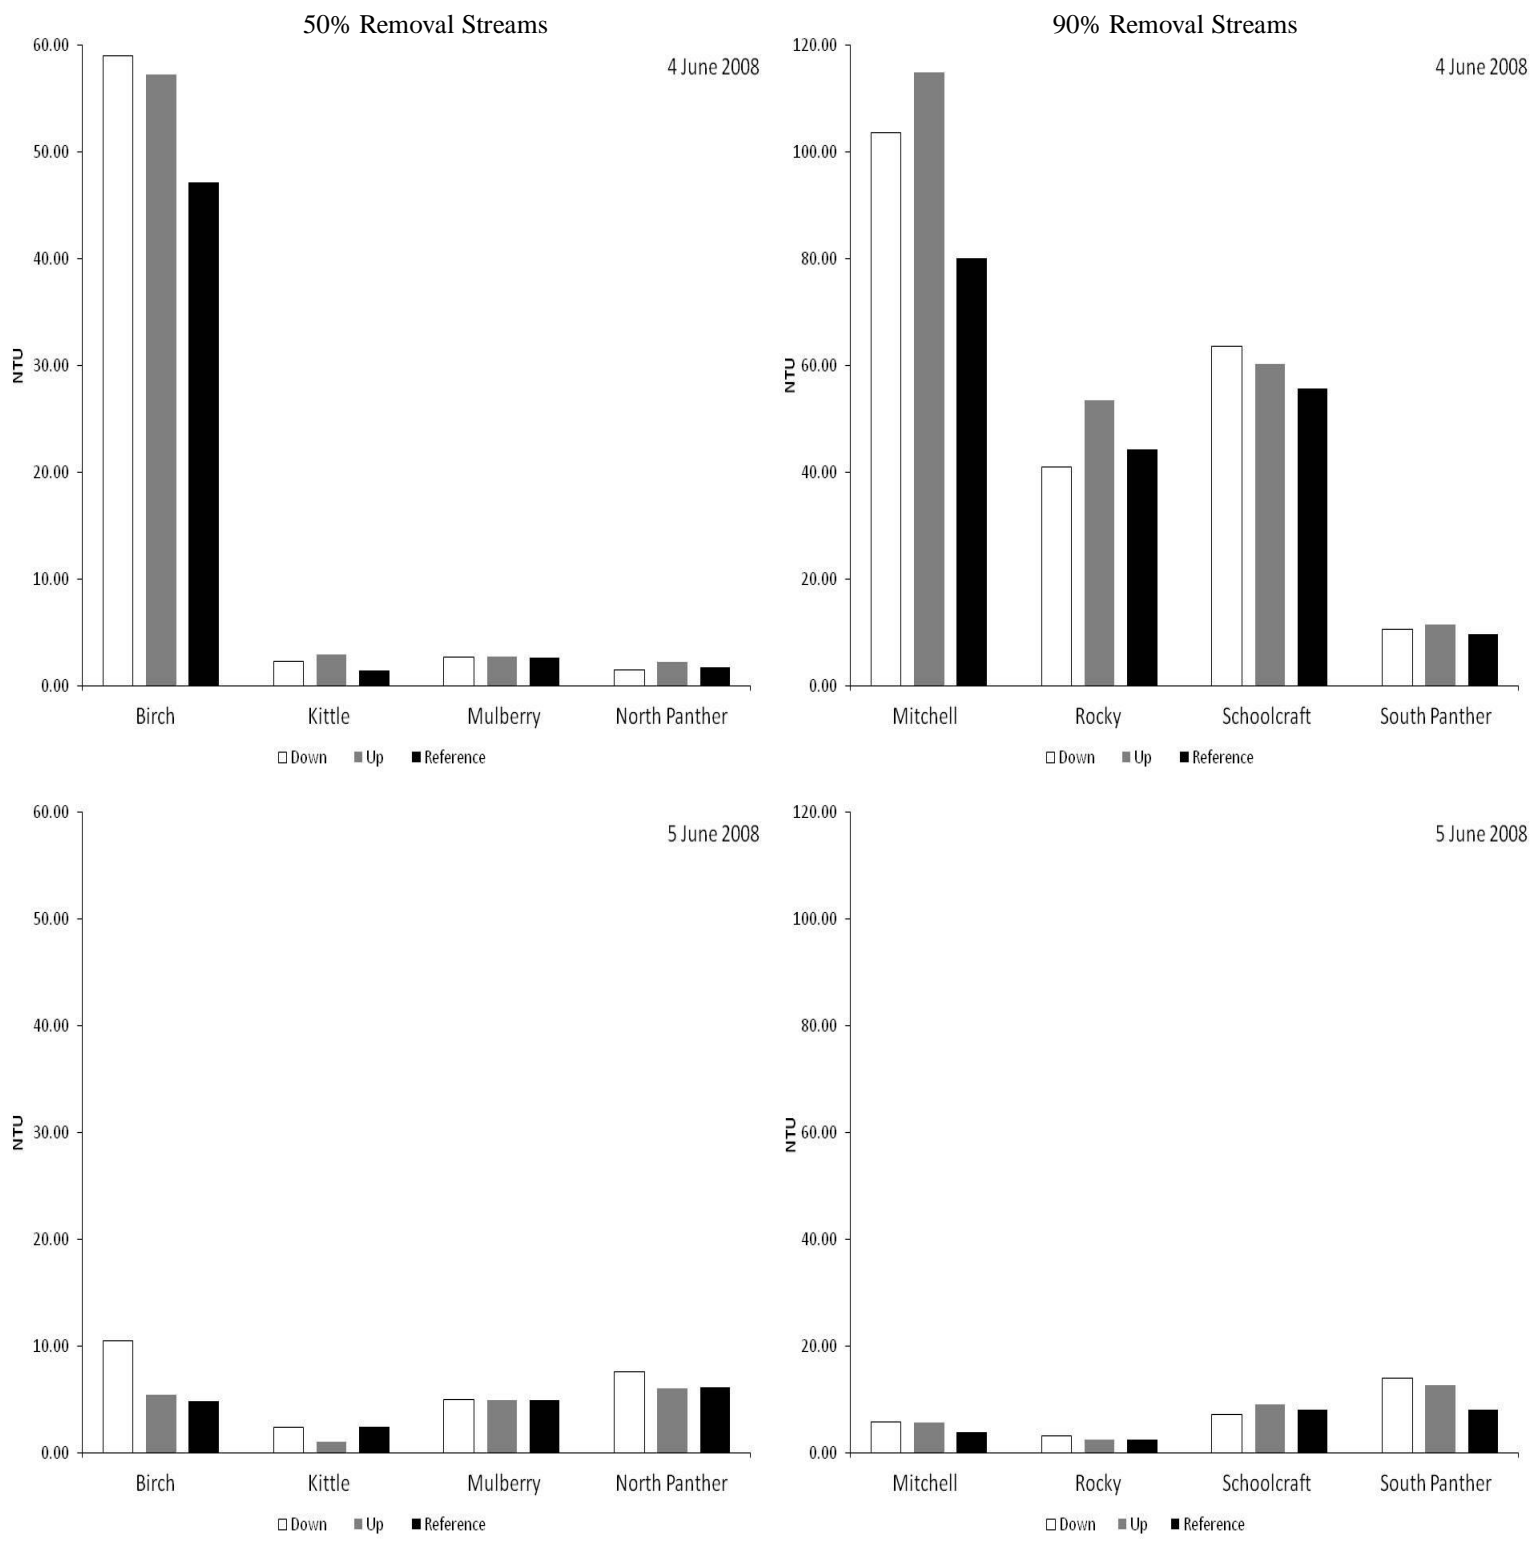 50% Removal Streams
90% Removal Streams
60.00
4 June 2008
50.00
40.00
30.00
NTU
20.00
10.00
0.00
Birch Kittle Mulberry North Panther
Down Up Reference
120.00
4 June 2008
100.00
80.00
60.00
NTU
40.00
20.00
0.00
Mitchell Rocky Schoolcraft South Panther
Down Up Reference
60.00
5 June 2008
50.00
40.00
30.00
NTU
20.00
10.00
0.00
Birch Kittle Mulberry North Panther
Down Up Reference
120.00
5 June 2008
100.00
80.00
60.00
NTU
40.00
20.00
0.00
Mitchell Rocky Schoolcraft South Panther
Down Up Reference